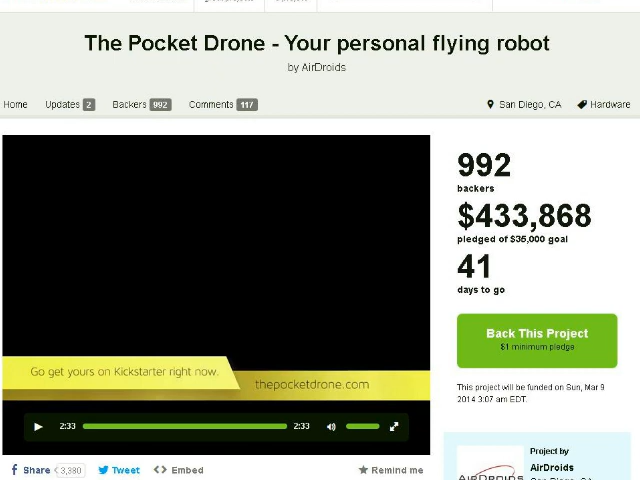 The Pocket Drone - Your personal flying robot
by AirDroids
Home Updates 2 Backers 992 Comments 117 San Diego, CA Hardware
992
backers
$433,868
pledged of $35,000 goal
41
days to go
Back This Project
$1 minimum pledge
This project will be funded on Sun, Mar 9
2014 3:07 am EDT.
Go get yours on Kickstarter right now.
thepocketdrone.com
2:33 2:33
Share 3,380 Tweet Embed Remind me
Project by
AirDroids
AIRDROIDS
San Diego, CA